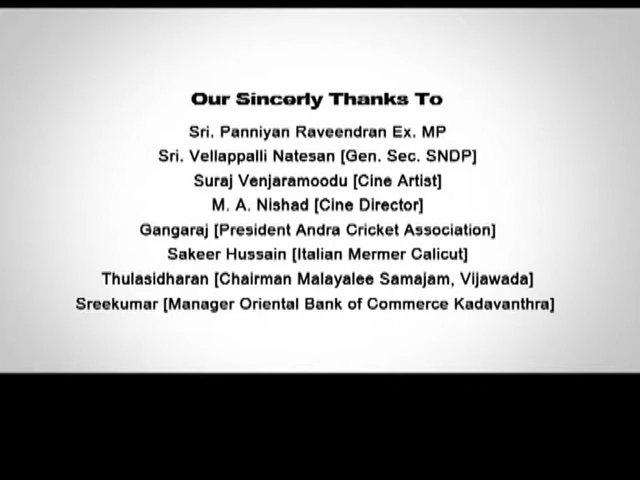 Our Sincerly Thanks To
Sri. Panniyan Raveendran Ex. MP
Sri. Vellappalli Natesan [Gen. Sec. SNDP]
Suraj Venjaramoodu [Cine Artist]
M. A. Nishad [Cine Director]
Gangaraj [President Andra Cricket Association]
Sakeer Hussain [Italian Mermer Calicut]
Thulasidharan [Chairman Malayalee Samajam, Vijawada]
Sreekumar [Manager Oriental Bank of Commerce Kadavanthra]